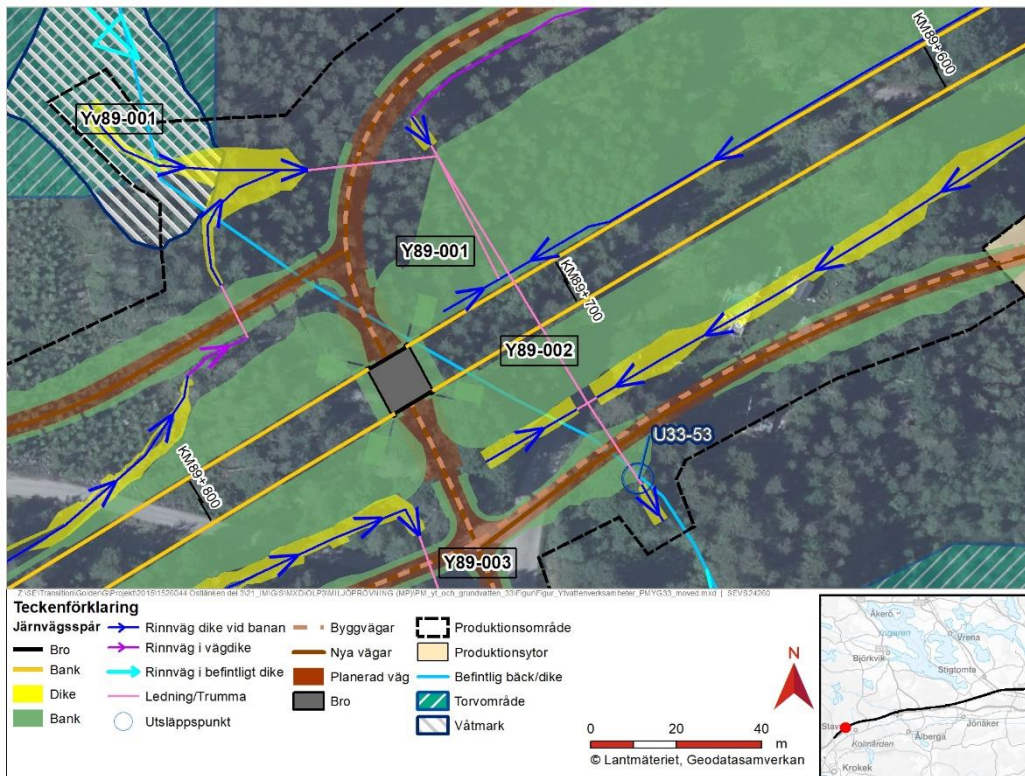 KM89+600
Yv89-001
Y89-001
KM89+700
Y89-002
U33-53
KM89+800
Y89-003
Teckenförklaring
Järnvägsspår
Bro
Bank
Dike
Bank
Rinnväg dike vid banan
Rinnväg i vägdike
Rinnväg i befintligt dike
Ledning/Trumma
Utsläppspunkt
Byggvägar
Nya vägar
Planerad väg
Bro
Produktionsområde
Produktionsytor
Befintlig bäck/dike
Torvområde
Våtmark
N
0 20 40
m
© Lantmäteriet, Geodatasamverkan
Åkerö
Yngaren
Vrena
Björkvik
Stigtomta
Stavs
Jönåker
Ålberga
Kolmården
Krokek